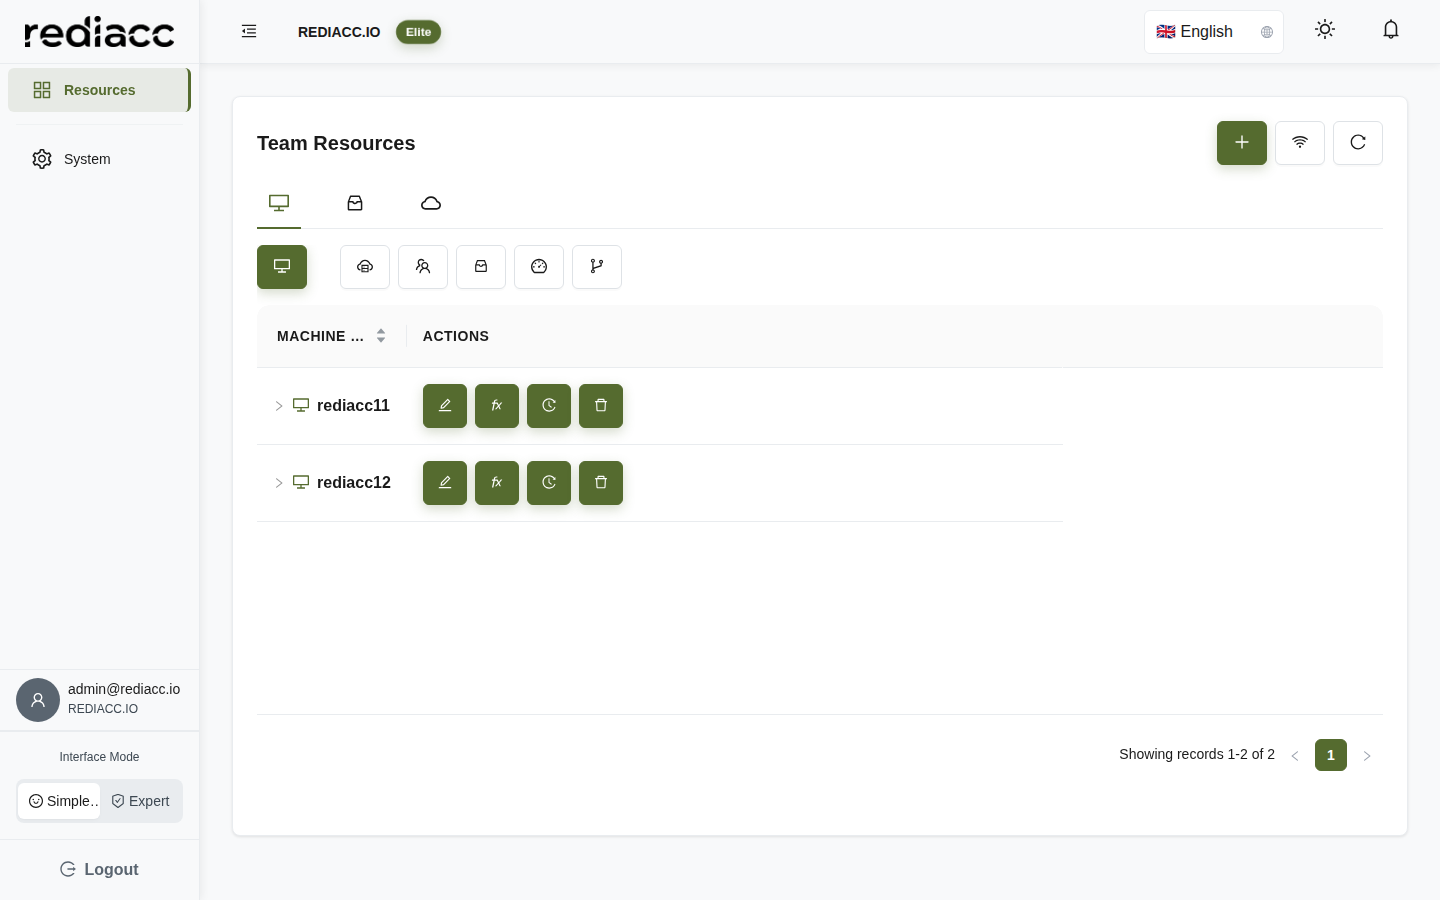 rediacc
REDIACC.IO
Elite
English
Resources
System
Team Resources
MACHINE ...
ACTIONS
rediacc11
fx
rediacc12
fx
Showing records 1-2 of 2
1
admin@rediacc.io
REDIACC.IO
Interface Mode
Simple..
Expert
Logout